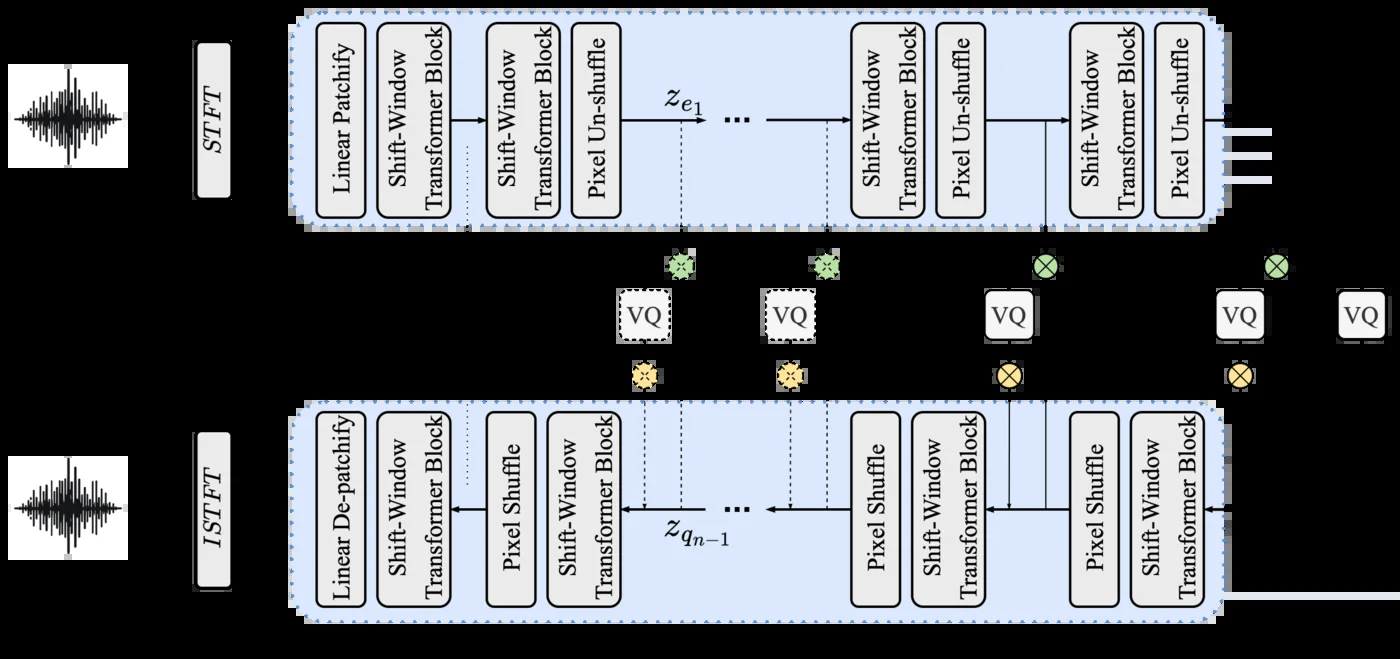 STFT
Linear Patchify
Shift-Window
Transformer Block
Shift-Window
Transformer Block
Pixel Un-shuffle
z_{e_1}
...
Shift-Window
Transformer Block
Pixel Un-shuffle
Shift-Window
Transformer Block
Pixel Un-shuffle
VQ
VQ
VQ
VQ
VQ
ISTFT
Linear De-patchify
Shift-Window
Transformer Block
Pixel Shuffle
Shift-Window
Transformer Block
z_{q_{n-1}}
...
Pixel Shuffle
Shift-Window
Transformer Block
Pixel Shuffle
Shift-Window
Transformer Block